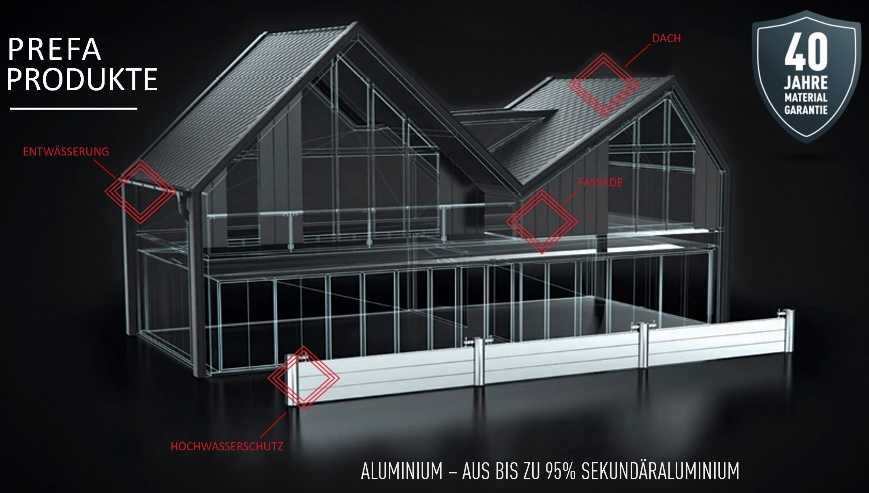 PREFA
PRODUKTE
DACH
40
JAHRE
MATERIAL
GARANTIE
ENTWÄSSERUNG
FASSADE
HOCHWASSERSCHUTZ
ALUMINIUM – AUS BIS ZU 95% SEKUNDÄRALUMINIUM